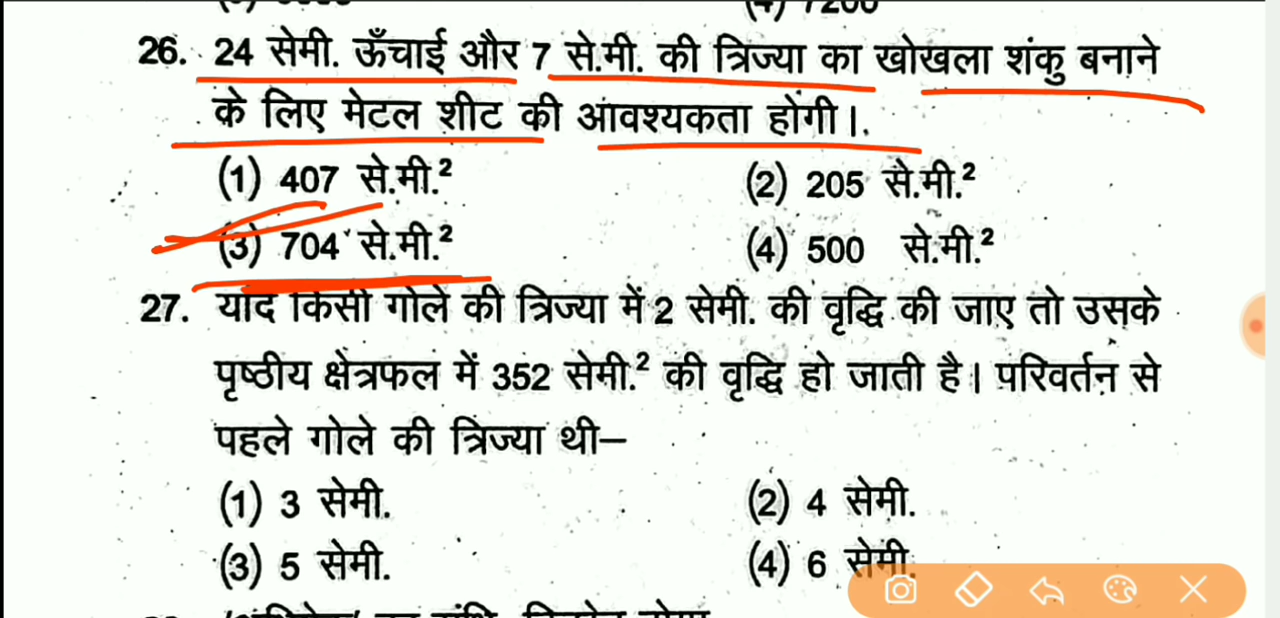 (4) 7200
26. 24 सेमी. ऊँचाई और 7 से.मी. की त्रिज्या का खोखला शंकु बनाने
के लिए मेटल शीट की आवश्यकता होगी।.
(1) 407 से.मी.² (2) 205 से.मी.²
(3) 704 से.मी.² (4) 500 से.मी.²
27. यदि किसी गोले की त्रिज्या में 2 सेमी. की वृद्धि की जाए तो उसके
पृष्ठीय क्षेत्रफल में 352 सेमी.² की वृद्धि हो जाती है। परिवर्तन से
पहले गोले की त्रिज्या थी–
(1) 3 सेमी. (2) 4 सेमी.
(3) 5 सेमी. (4) 6 सेमी.